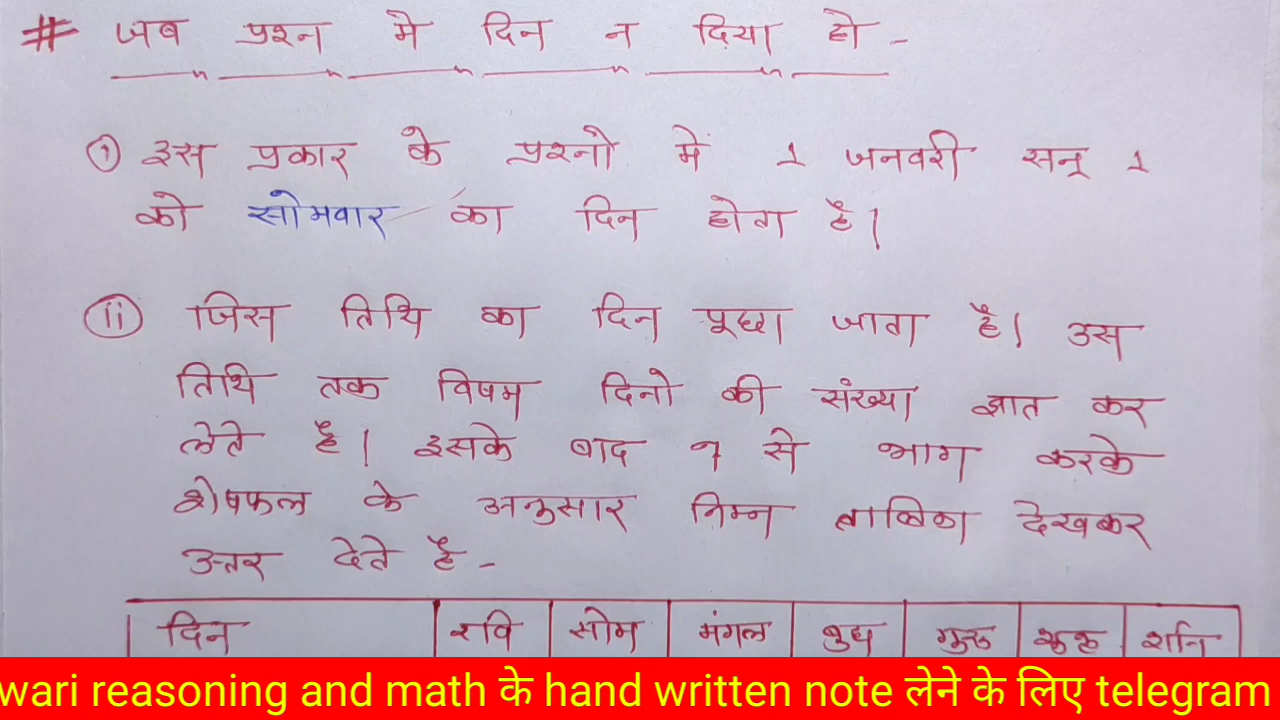 # जब प्रश्न मे दिन न दिया हो -
① इस प्रकार के प्रश्नो में 1 जनवरी सन् 1
को सोमवार का दिन होता है।
(ii) जिस तिथि का दिन पूछा जाता है। उस
तिथि तक विषम दिनो की संख्या ज्ञात कर
लेते है। इसके बाद 7 से भाग करके
शेषफल के अनुसार निम्न तालिका देखकर
उत्तर देते है -
दिन रवि सोम मंगल बुध गुरु शुक्र शनि
wari reasoning and math के hand written note लेने के लिए telegram